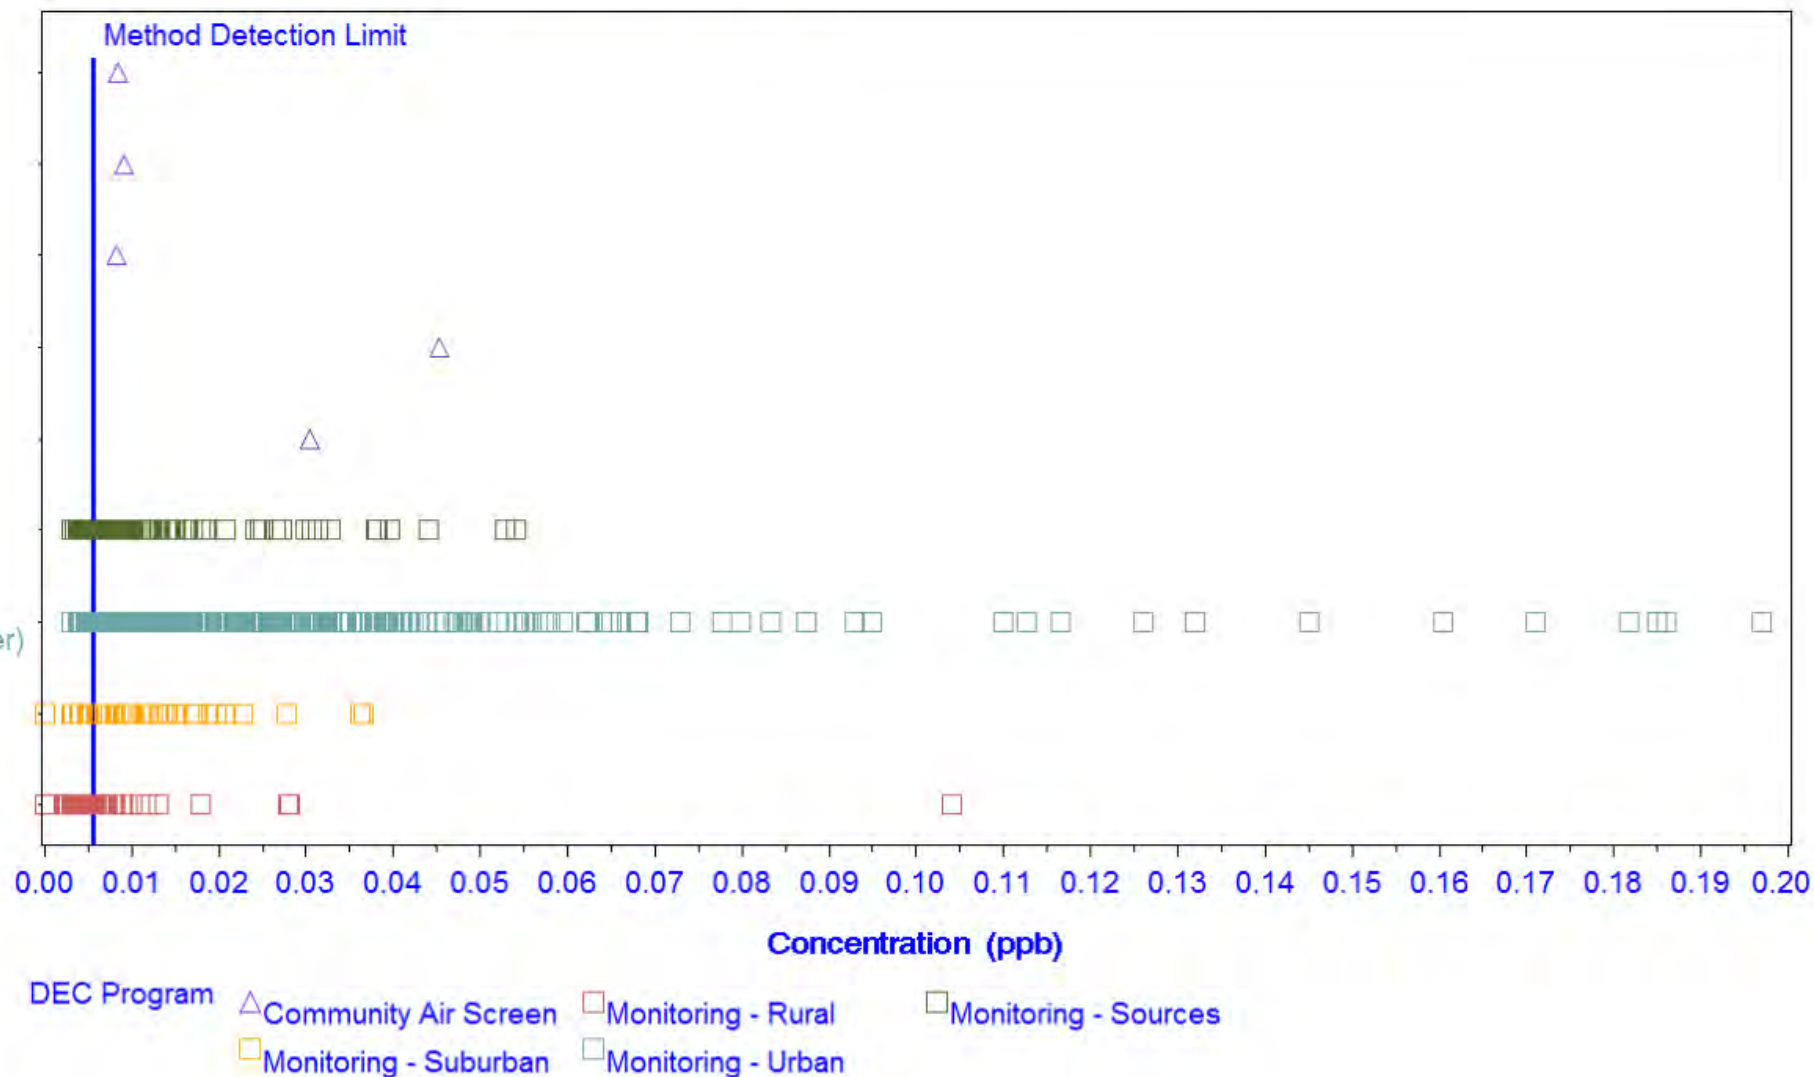 Method Detection Limit
er)
0.00 0.01 0.02 0.03 0.04 0.05 0.06 0.07 0.08 0.09 0.10 0.11 0.12 0.13 0.14 0.15 0.16 0.17 0.18 0.19 0.20
Concentration (ppb)
DEC Program
Community Air Screen Monitoring - Rural Monitoring - Sources
Monitoring - Suburban Monitoring - Urban